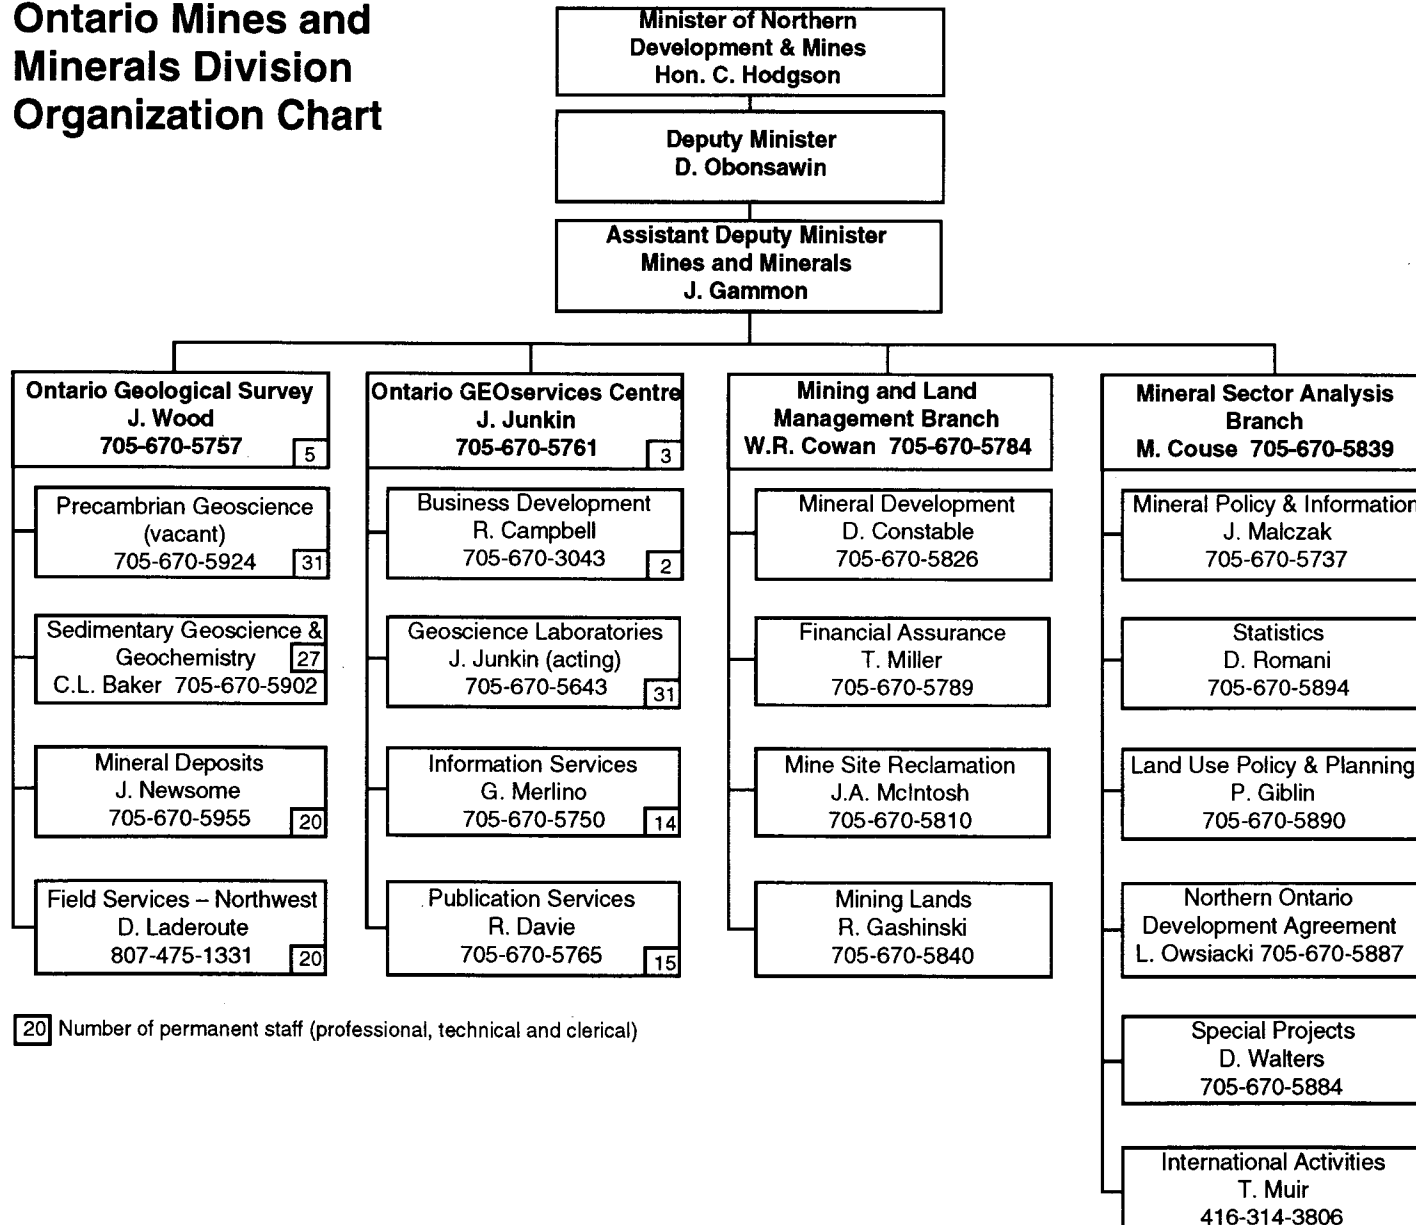 Ontario Mines and
Minerals Division
Organization Chart
Minister of Northern
Development & Mines
Hon. C. Hodgson
Deputy Minister
D. Obonsawin
Assistant Deputy Minister
Mines and Minerals
J. Gammon
Ontario Geological Survey
J. Wood
705-670-5757
5
Precambrian Geoscience
(vacant)
705-670-5924
31
Sedimentary Geoscience &
Geochemistry 27
C.L. Baker 705-670-5902
Mineral Deposits
J. Newsome
705-670-5955
20
Field Services – Northwest
D. Laderoute
807-475-1331
20
Ontario GEOservices Centre
J. Junkin
705-670-5761
3
Business Development
R. Campbell
705-670-3043
2
Geoscience Laboratories
J. Junkin (acting)
705-670-5643
31
Information Services
G. Merlino
705-670-5750
14
Publication Services
R. Davie
705-670-5765
15
Mining and Land
Management Branch
W.R. Cowan 705-670-5784
Mineral Development
D. Constable
705-670-5826
Financial Assurance
T. Miller
705-670-5789
Mine Site Reclamation
J.A. McIntosh
705-670-5810
Mining Lands
R. Gashinski
705-670-5840
Mineral Sector Analysis
Branch
M. Couse 705-670-5839
Mineral Policy & Information
J. Malczak
705-670-5737
Statistics
D. Romani
705-670-5894
Land Use Policy & Planning
P. Giblin
705-670-5890
Northern Ontario
Development Agreement
L. Owsiacki 705-670-5887
Special Projects
D. Walters
705-670-5884
International Activities
T. Muir
416-314-3806
20 Number of permanent staff (professional, technical and clerical)